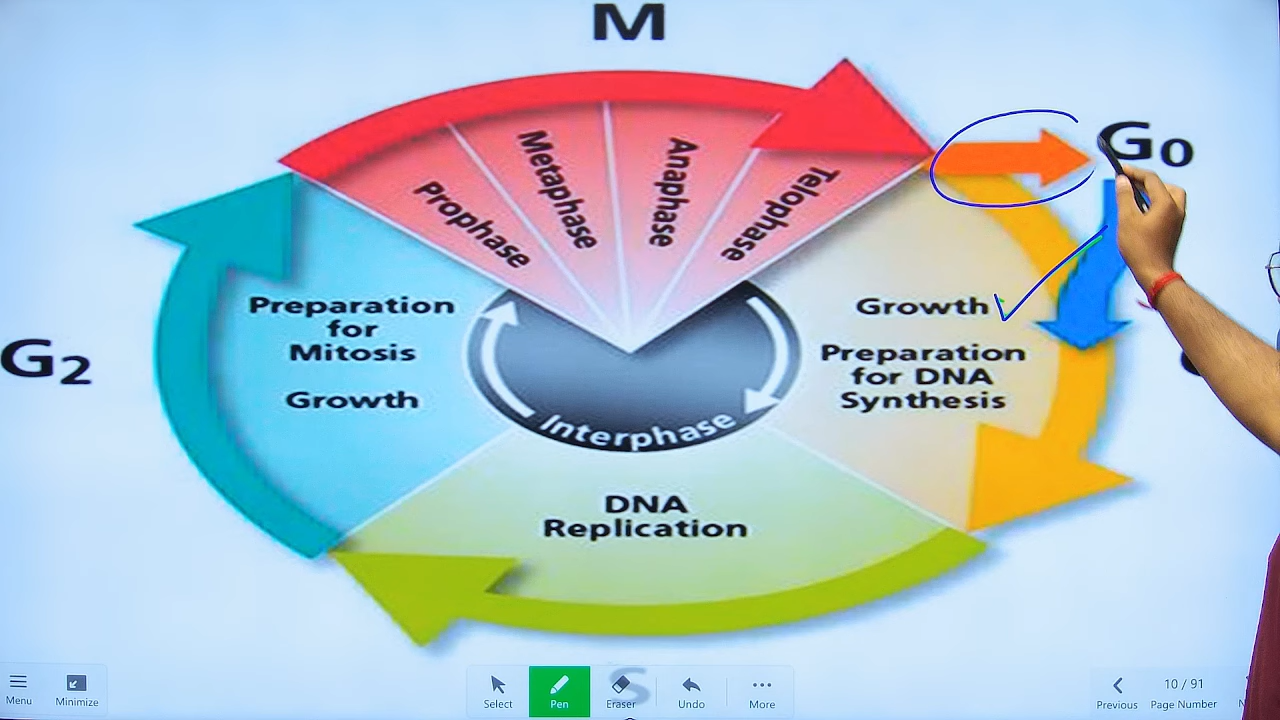 M
G0
Prophase
Metaphase
Anaphase
Telophase
G2
Preparation
for
Mitosis
Growth
Growth
Preparation
for DNA
Synthesis
Interphase
DNA
Replication
S
Menu
Minimize
Select
Pen
Eraser
Undo
More
Previous
10 / 91
Page Number